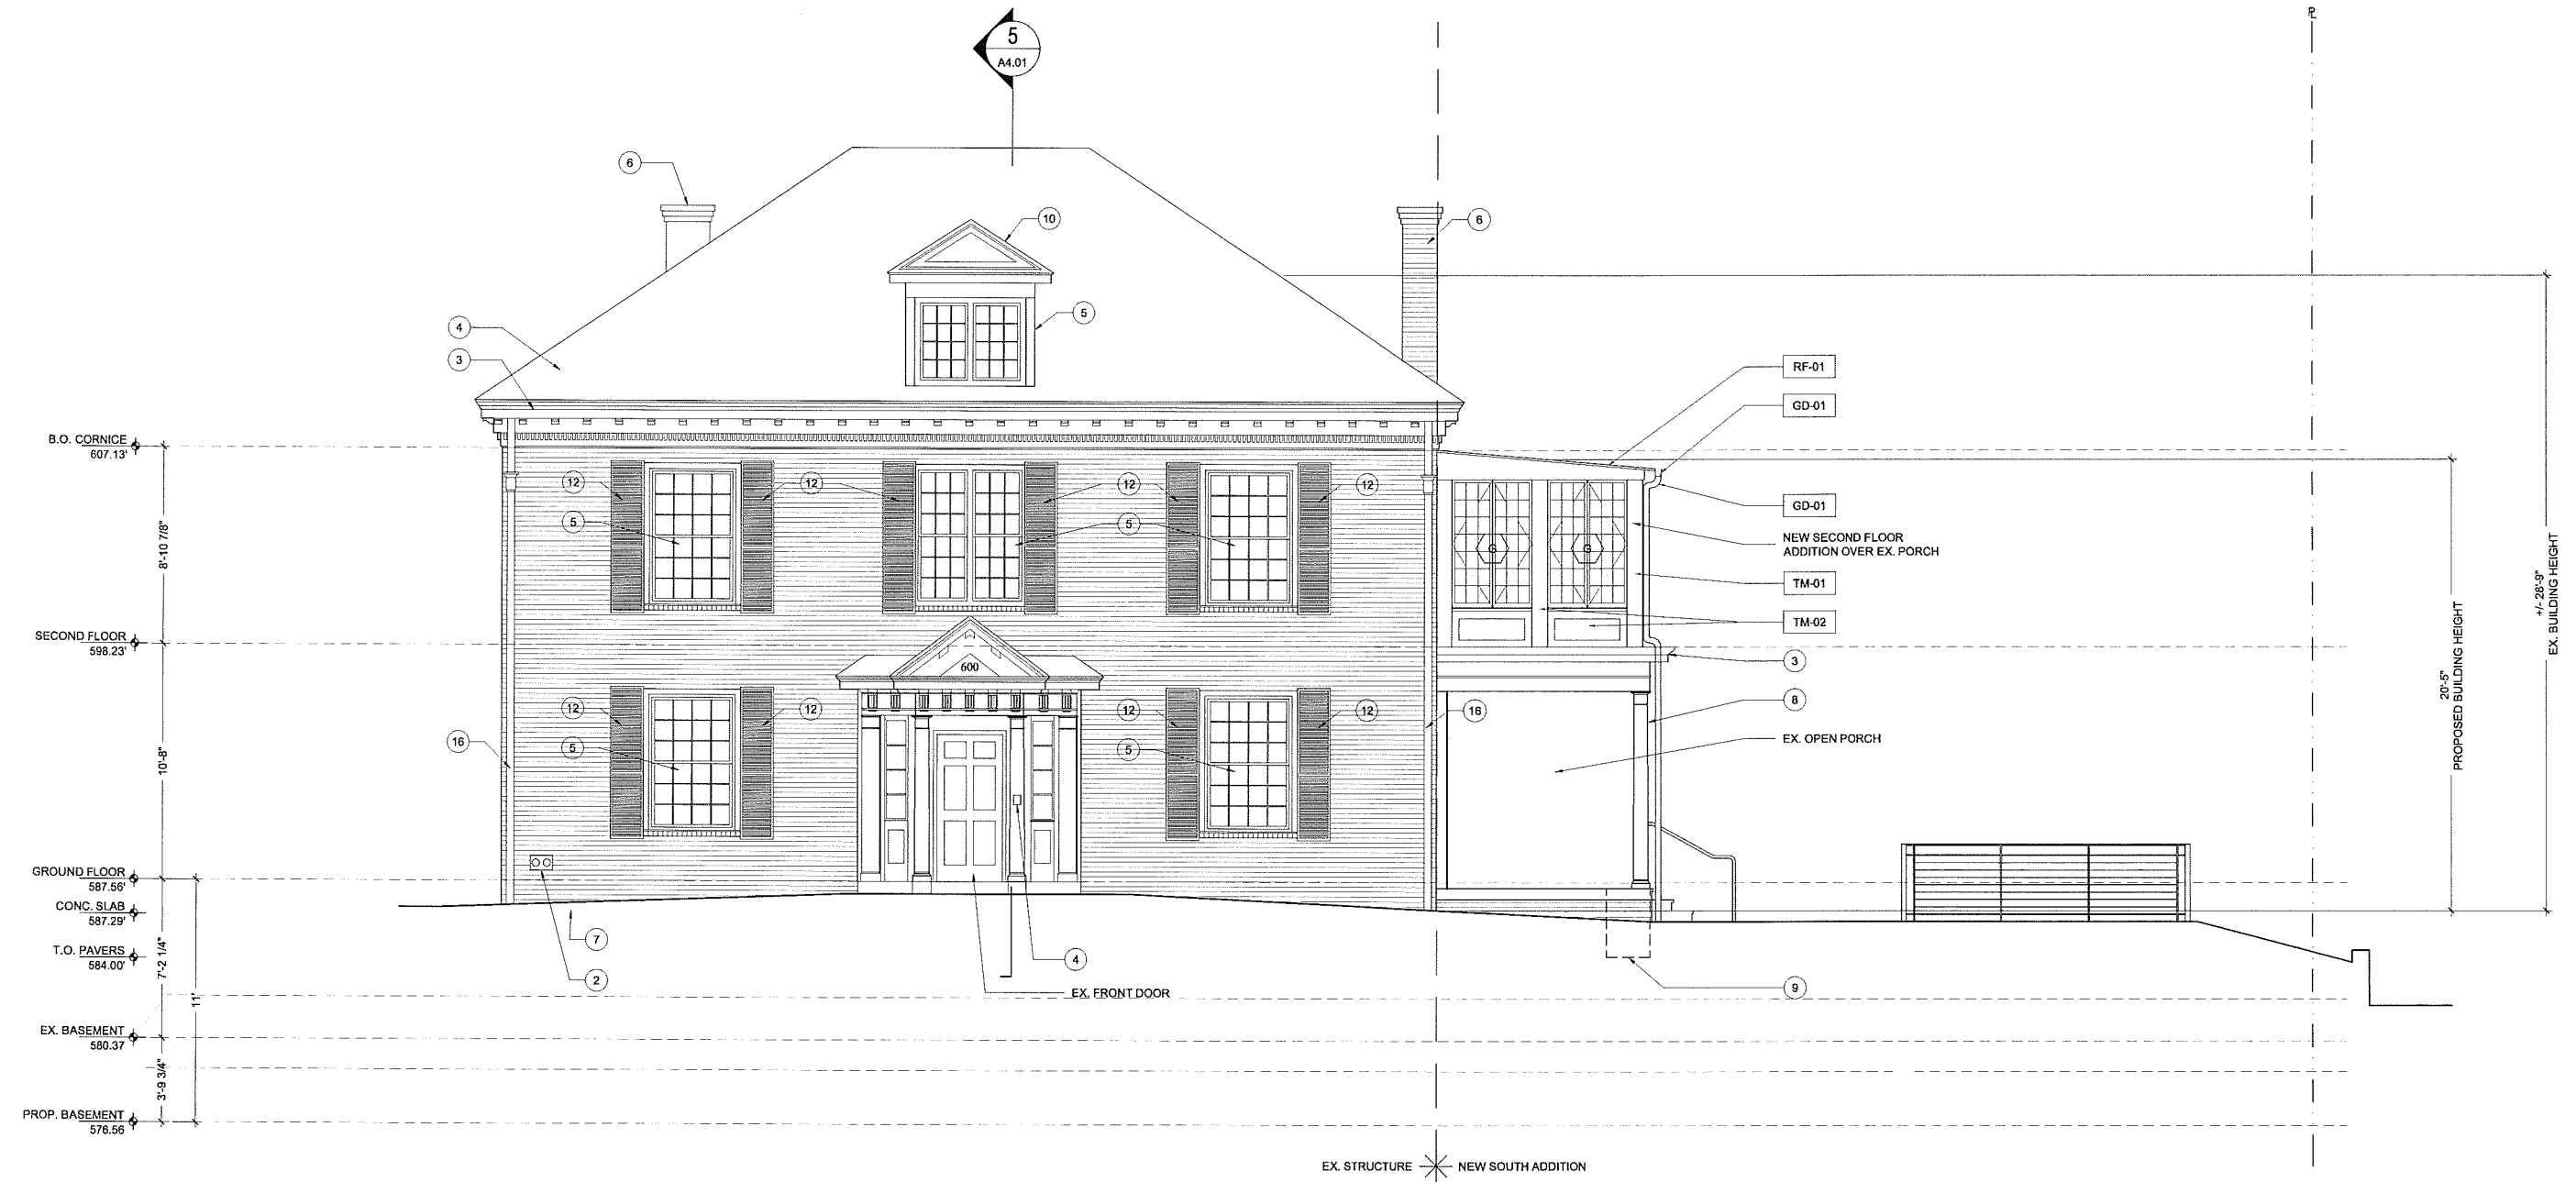 5
A4.01
PL
6
10
6
5
4
3
RF-01
GD-01
B.O. CORNICE
607.13'
12
12
12
12
12
5
5
GD-01
NEW SECOND FLOOR
ADDITION OVER EX. PORCH
G
G
TM-01
TM-02
8'-10 7/8"
+/- 28'-9"
EX. BUILDING HEIGHT
20'-5"
PROPOSED BUILDING HEIGHT
SECOND FLOOR
598.23'
600
3
8
12
12
12
12
16
16
5
5
EX. OPEN PORCH
10'-8"
GROUND FLOOR
587.56'
CONC. SLAB
587.29'
T.O. PAVERS
584.00'
7'-2 1/4"
11'
7
2
4
9
EX. FRONT DOOR
EX. BASEMENT
580.37
3'-9 3/4"
PROP. BASEMENT
576.56
EX. STRUCTURE
NEW SOUTH ADDITION